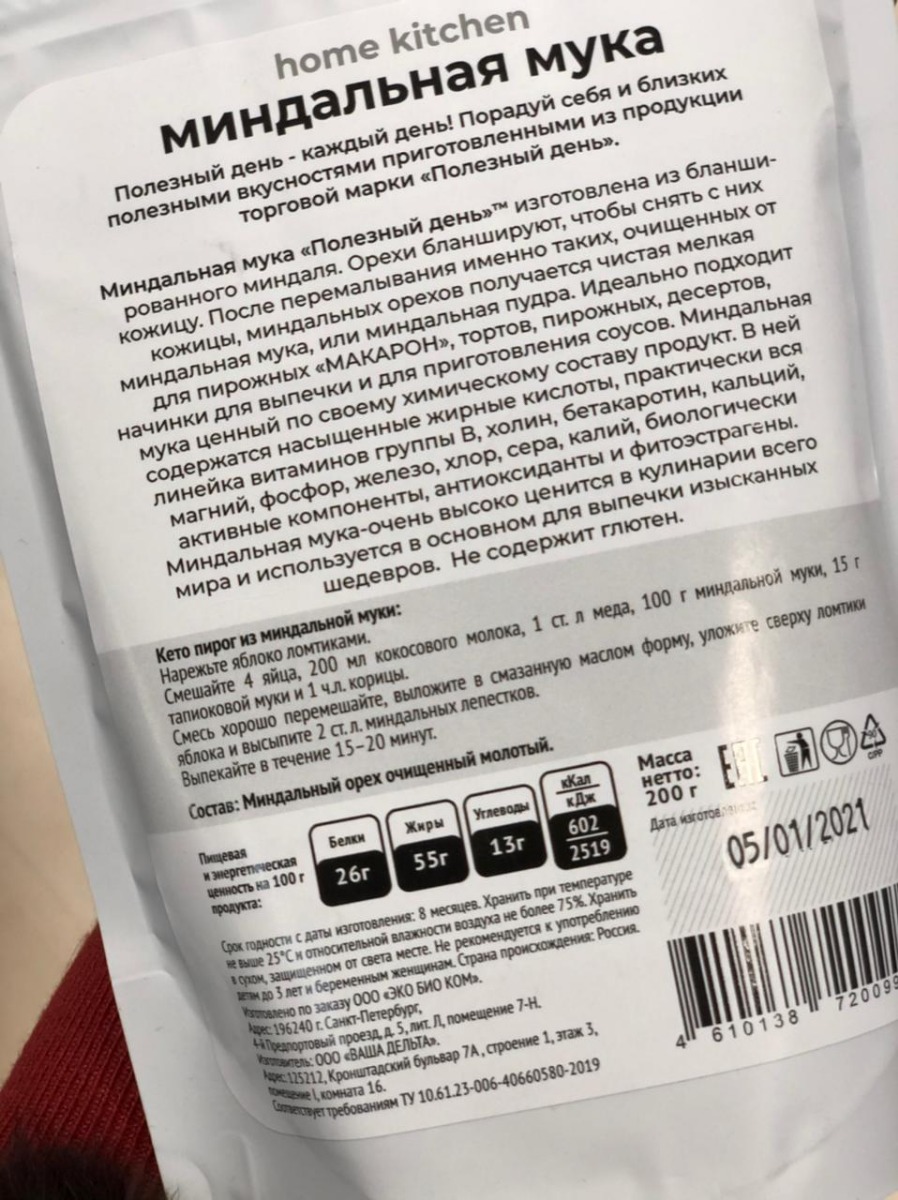 home kitchen
миндальная мука
Полезный день - каждый день! Порадуй себя и близких
полезными вкусностями приготовленными из продукции
торговой марки «Полезный день».
Миндальная мука «Полезный день»™ изготовлена из бланши-
рованного миндаля. Орехи бланшируют, чтобы снять с них
кожицу. После перемалывания именно таких, очищенных от
кожицы, миндальных орехов получается чистая мелкая
миндальная мука, или миндальная пудра. Идеально подходит
для пирожных «МАКАРОН», тортов, пирожных, десертов,
начинки для выпечки и для приготовления соусов. Миндальная
мука ценный по своему химическому составу продукт. В ней
содержатся насыщенные жирные кислоты, практически вся
линейка витаминов группы В, холин, бетакаротин, кальций,
магний, фосфор, железо, хлор, сера, калий, биологически
активные компоненты, антиоксиданты и фитоэстрагены.
Миндальная мука-очень высоко ценится в кулинарии всего
мира и используется в основном для выпечки изысканных
шедевров. Не содержит глютен.
Кето пирог из миндальной муки:
Нарежьте яблоко ломтиками.
Смешайте 4 яйца, 200 мл кокосового молока, 1 ст. л меда, 100 г миндальной муки, 15 г
тапиоковой муки и 1 ч.л. корицы.
Смесь хорошо перемешайте, выложите в смазанную маслом форму, уложите сверху ломтики
яблока и высыпите 2 ст. л. миндальных лепестков.
Выпекайте в течение 15–20 минут.
Состав: Миндальный орех очищенный молотый.
Пищевая
и энергетическая
ценность на 100 г
продукта:
Белки
26г
Жиры
55г
Углеводы
13г
кКал
кДж
602
2519
Масса
нетто:
200 г
EAC
90
C/PP
Дата изготовления:
05/01/2021
Срок годности с даты изготовления: 8 месяцев. Хранить при температуре
не выше 25°С и относительной влажности воздуха не более 75%. Хранить
в сухом, защищенном от света месте. Не рекомендуется к употреблению
детям до 3 лет и беременным женщинам. Страна происхождения: Россия.
Изготовлено по заказу ООО «ЭКО БИО КОМ».
Адрес: 196240 г. Санкт-Петербург,
4-й Предпортовый проезд, д. 5, лит. Л, помещение 7-Н.
Изготовитель: ООО «ВАША ДЕЛЬТА».
Адрес: 125212, Кронштадский бульвар 7А, строение 1, этаж 3,
помещение I, комната 16.
Соответствует требованиям ТУ 10.61.23-006-40660580-2019
4 610138 72009